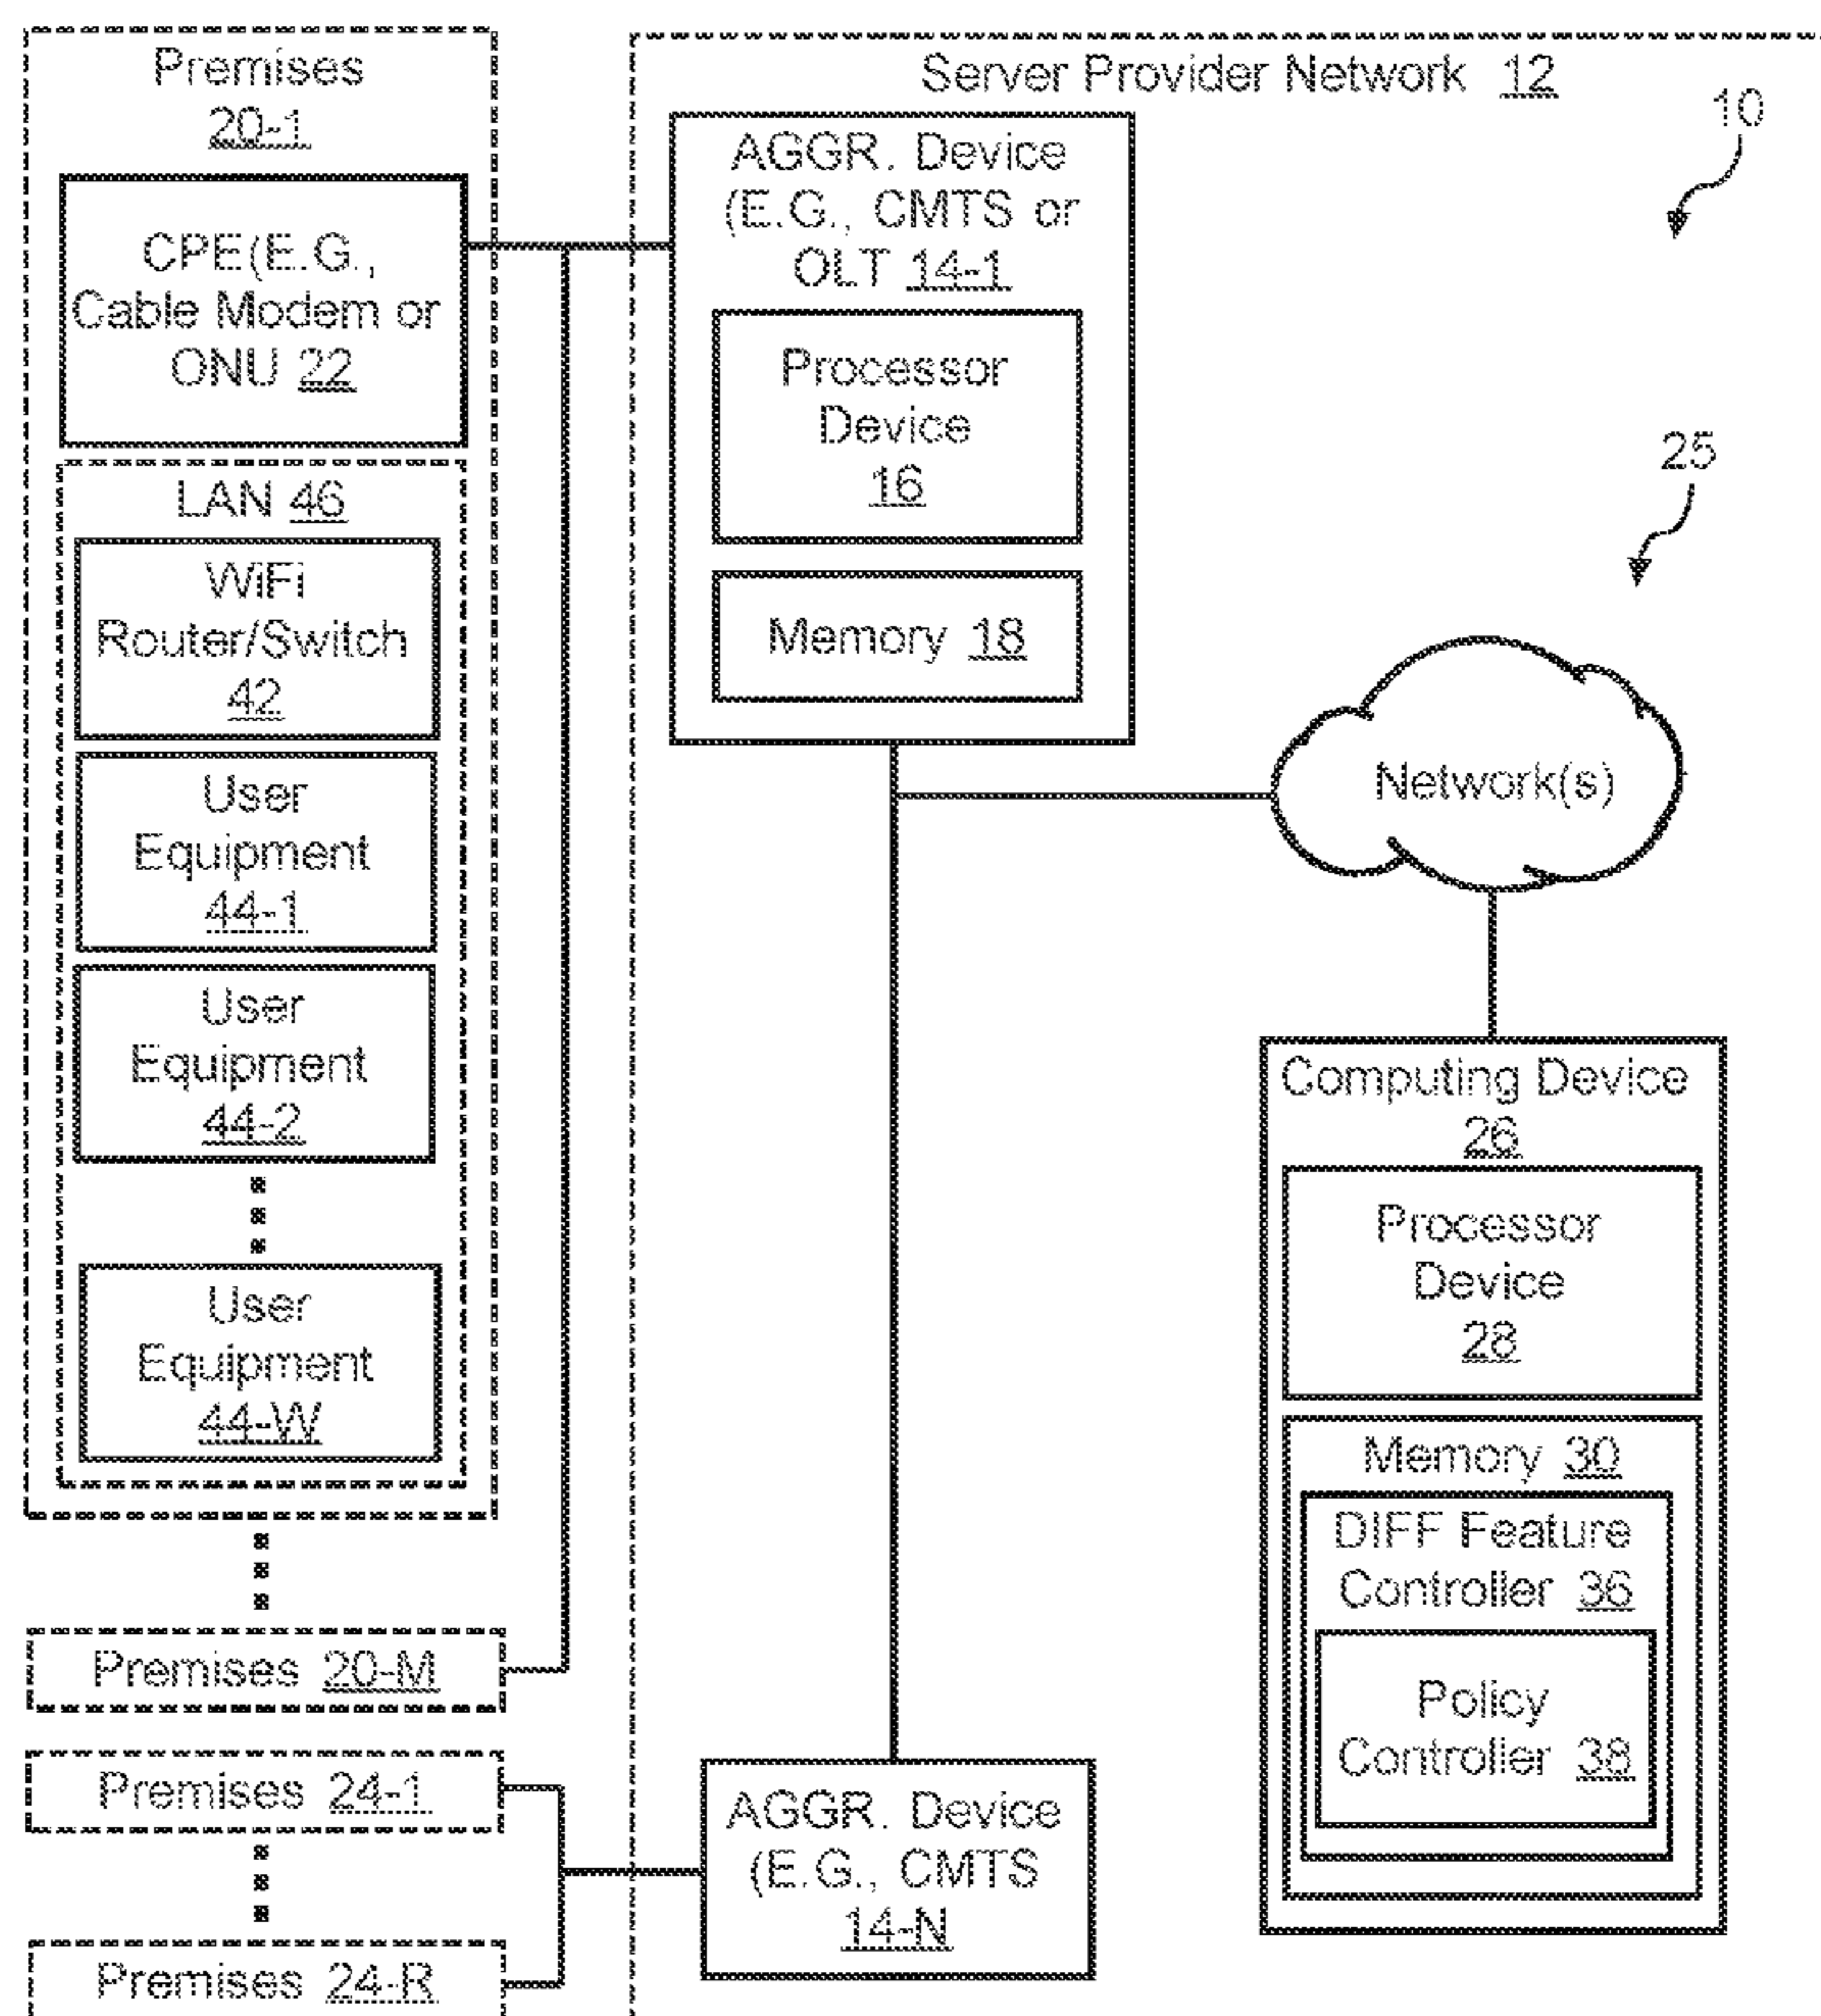 Premises
20-1
CPE(E.G.,
Cable Modem or
ONU 22
LAN 46
WiFi
Router/Switch
42
User
Equipment
44-1
User
Equipment
44-2
User
Equipment
44-W
Premises 20-M
Premises 24-1
Premises 24-R
Server Provider Network 12
AGGR. Device
(E.G., CMTS or
OLT 14-1
Processor
Device
16
Memory 18
AGGR. Device
(E.G., CMTS
14-N
10
25
Network(s)
Computing Device
26
Processor
Device
28
Memory 30
DIFF Feature
Controller 36
Policy
Controller 38